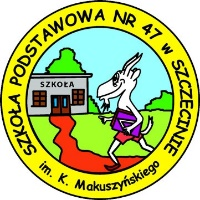 SZKOŁA PODSTAWOWA NR 47 w SZCZECINIE
SZKOŁA
im. K. Makuszyńskiego